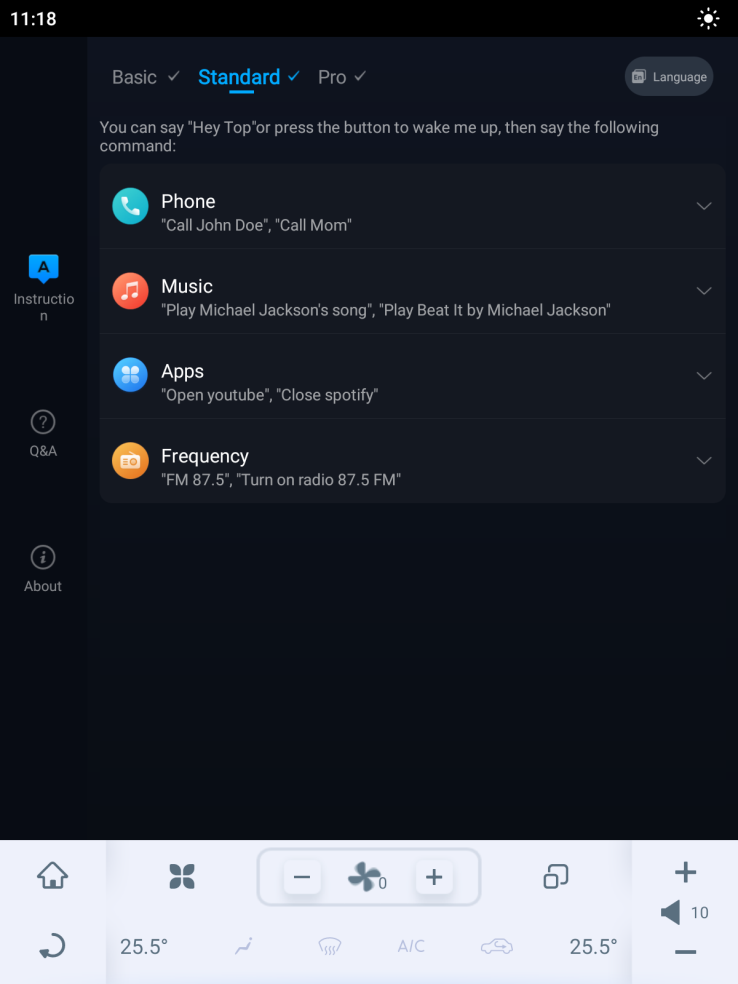 11:18
Basic
Standard
Pro
En
Language
You can say "Hey Top"or press the button to wake me up, then say the following
command:
Phone
"Call John Doe", "Call Mom"
Music
"Play Michael Jackson's song", "Play Beat It by Michael Jackson"
Apps
"Open youtube", "Close spotify"
Frequency
"FM 87.5", "Turn on radio 87.5 FM"
A
Instructio
n
?
Q&A
i
About
0
10
25.5°
A/C
25.5°